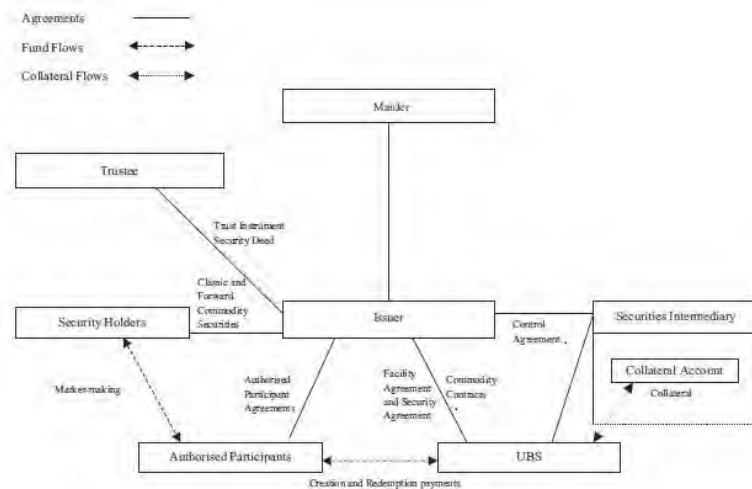 Agreements
Fund Flows
Collateral Flows
Manler
Trustee
Trust Instrument
Security Deed
Classic and
Forward
Commodity
Securities
Security Holders
Issuer
Control
Agreement
Securities Intermediary
Collateral Account
Collateral
Market-making
Authorised
Participant
Agreements
Facility
Agreement
and Security
Agreement
Commodity
Contracts
Authorised Participants
UBS
Creation and Redemption payments